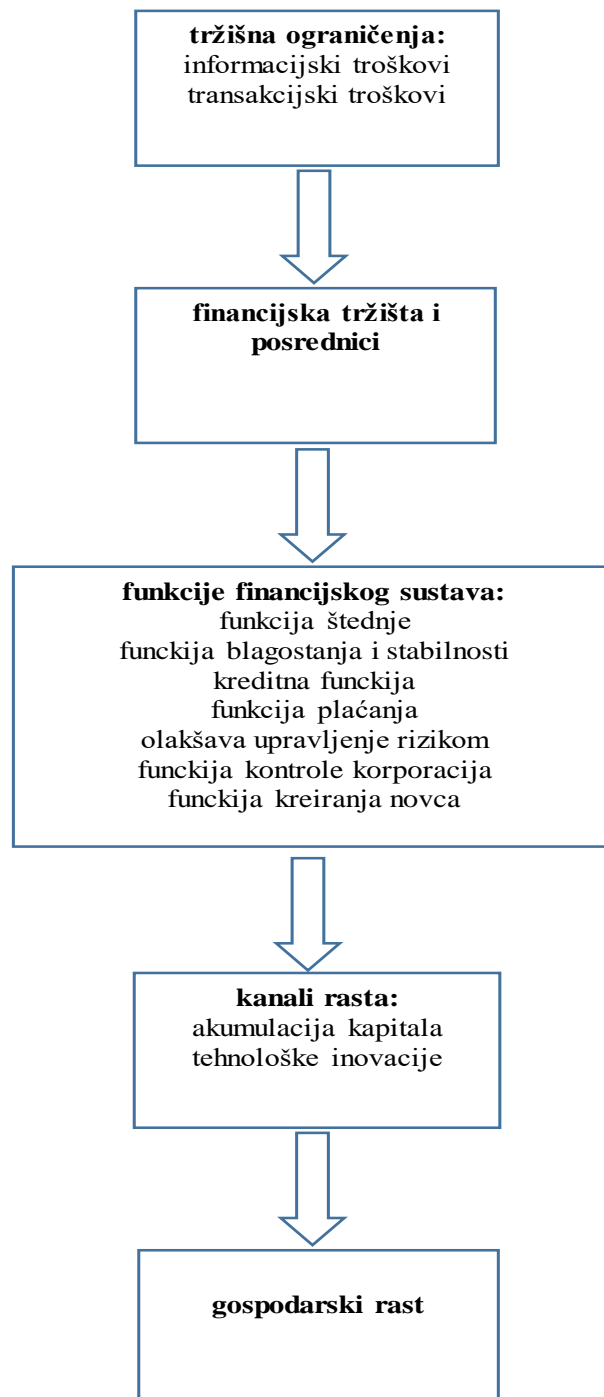 tržišna ograničenja:
informacijski troškovi
transakcijski troškovi
financijska tržišta i
posrednici
funkcije financijskog sustava:
funkcija štednje
funckija blagostanja i stabilnosti
kreditna funckija
funkcija plaćanja
olakšava upravljenje rizikom
funckija kontrole korporacija
funckija kreiranja novca
kanali rasta:
akumulacija kapitala
tehnološke inovacije
gospodarski rast